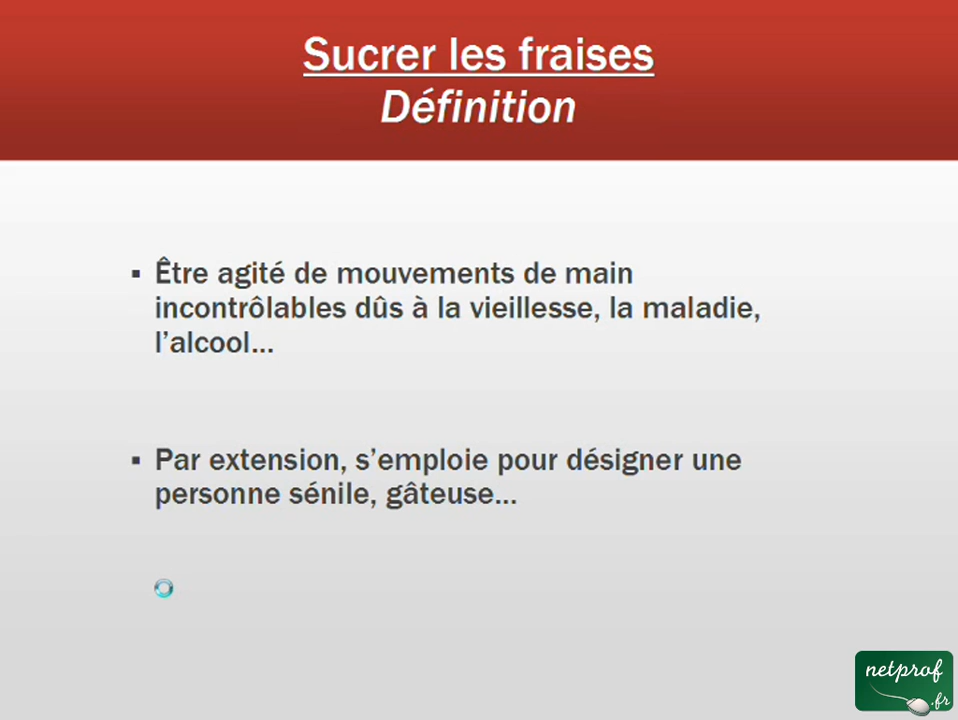 Sucrer les fraises
Définition
▪ Être agité de mouvements de main
incontrôlables dûs à la vieillesse, la maladie,
l’alcool...
▪ Par extension, s’emploie pour désigner une
personne sénile, gâteuse...
netprof
.fr